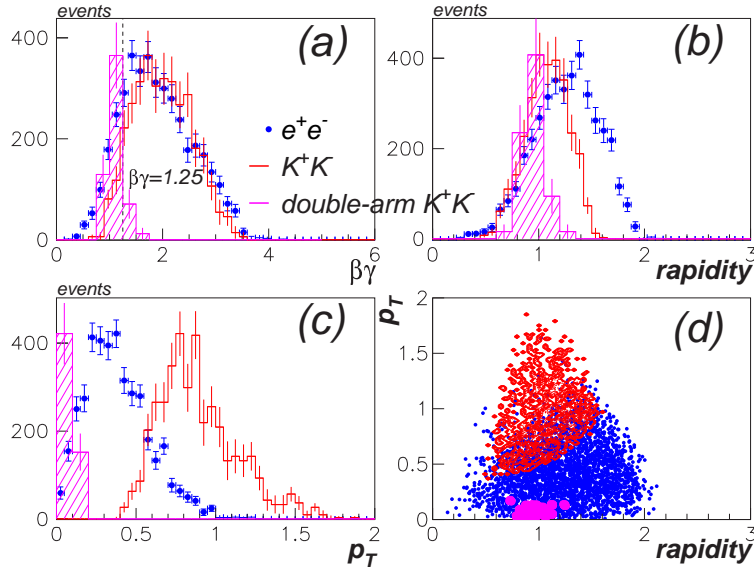 events
events
(a)
(b)
400
400
200
200
0
0
e⁺e⁻
K⁺K⁻
double-arm K⁺K⁻
βγ=1.25
0 2 4 6
βγ
0 1 2 3
rapidity
events
(c)
p_T
(d)
400
200
0
2
1.5
1
0.5
0
0 0.5 1 1.5 2
p_T
0 1 2 3
rapidity